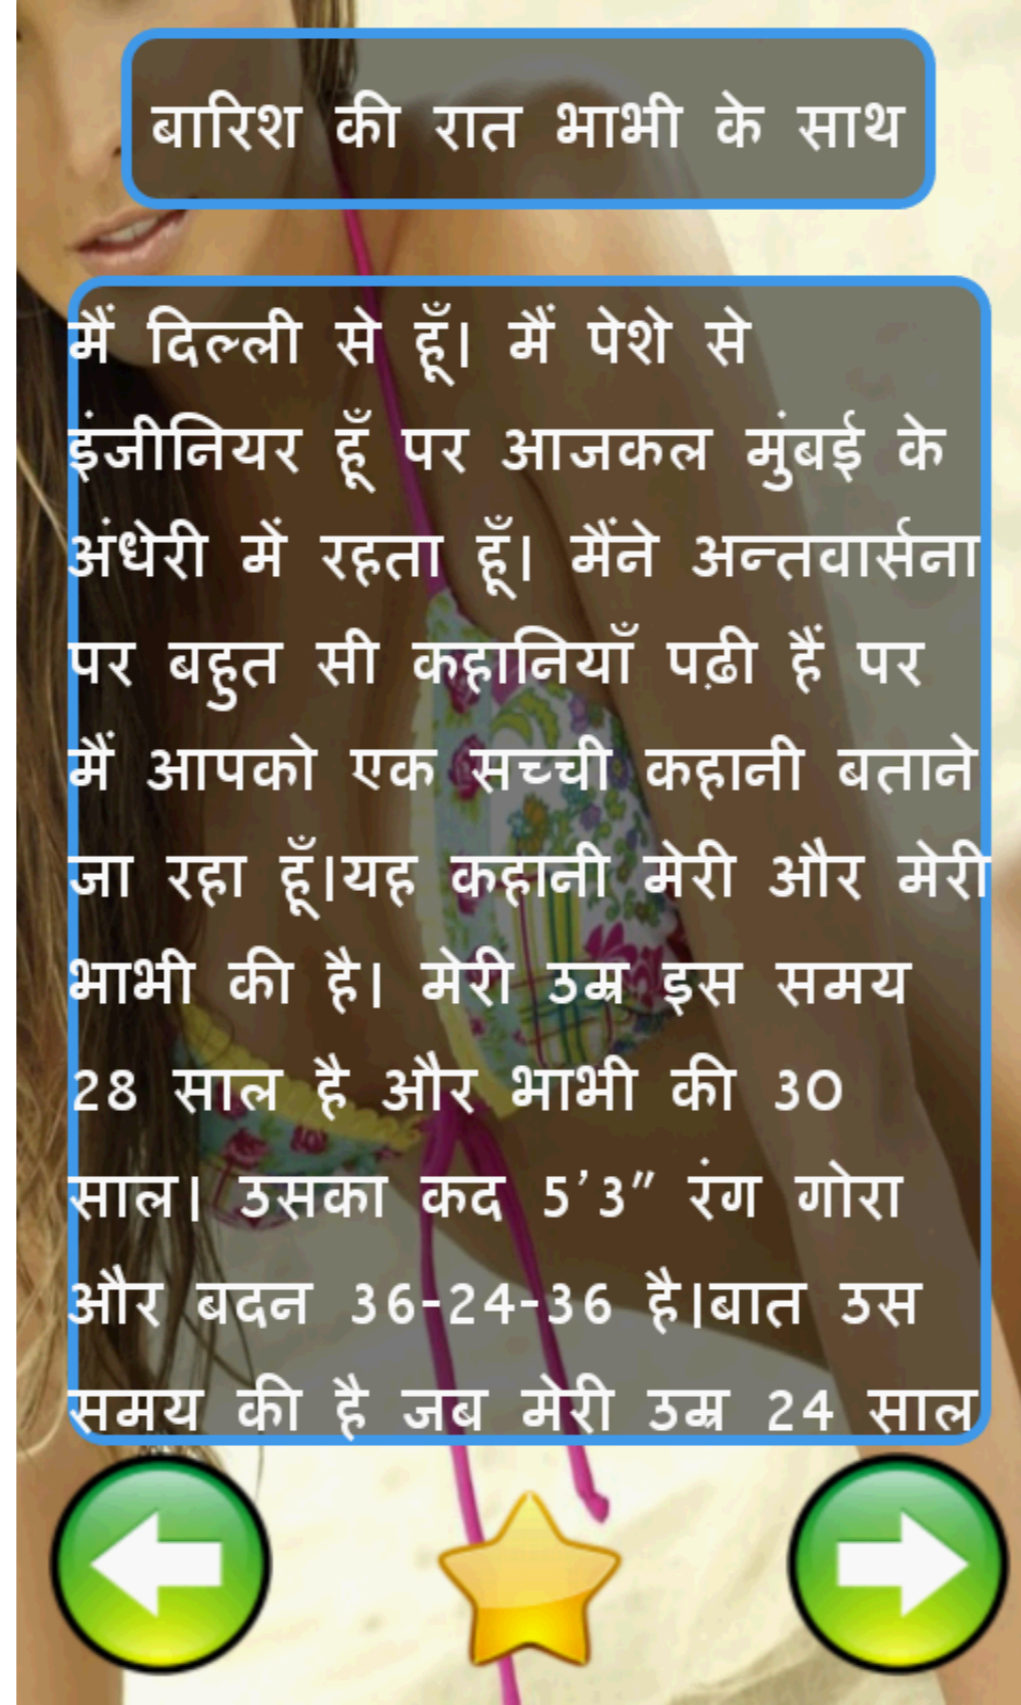 बारिश की रात भाभी के साथ
मैं दिल्ली से हूँ। मैं पेशे से
इंजीनियर हूँ पर आजकल मुंबई के
अंधेरी में रहता हूँ। मैंने अन्तवार्सना
पर बहुत सी कहानियाँ पढ़ी हैं पर
मैं आपको एक सच्ची कहानी बताने
जा रहा हूँ।यह कहानी मेरी और मेरी
भाभी की है। मेरी उम्र इस समय
28 साल है और भाभी की 30
साल। उसका कद 5’3” रंग गोरा
और बदन 36-24-36 है।बात उस
समय की है जब मेरी उम्र 24 साल